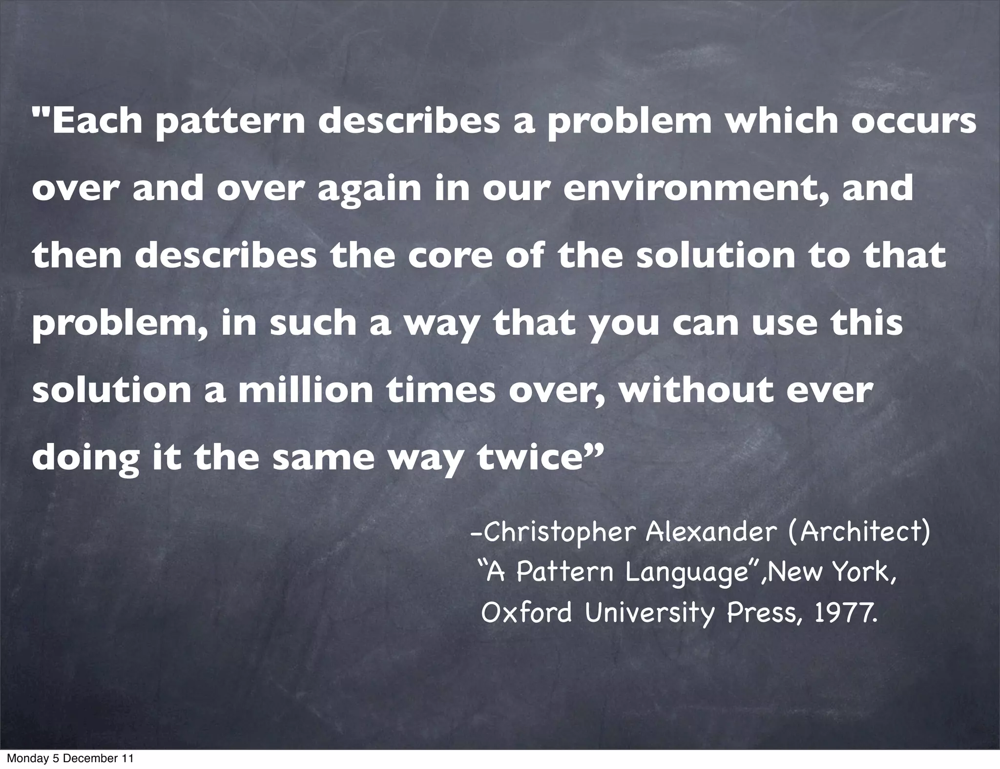 "Each pattern describes a problem which occurs
over and over again in our environment, and
then describes the core of the solution to that
problem, in such a way that you can use this
solution a million times over, without ever
doing it the same way twice”
-Christopher Alexander (Architect)
“A Pattern Language”,New York,
Oxford University Press, 1977.
Monday 5 December 11